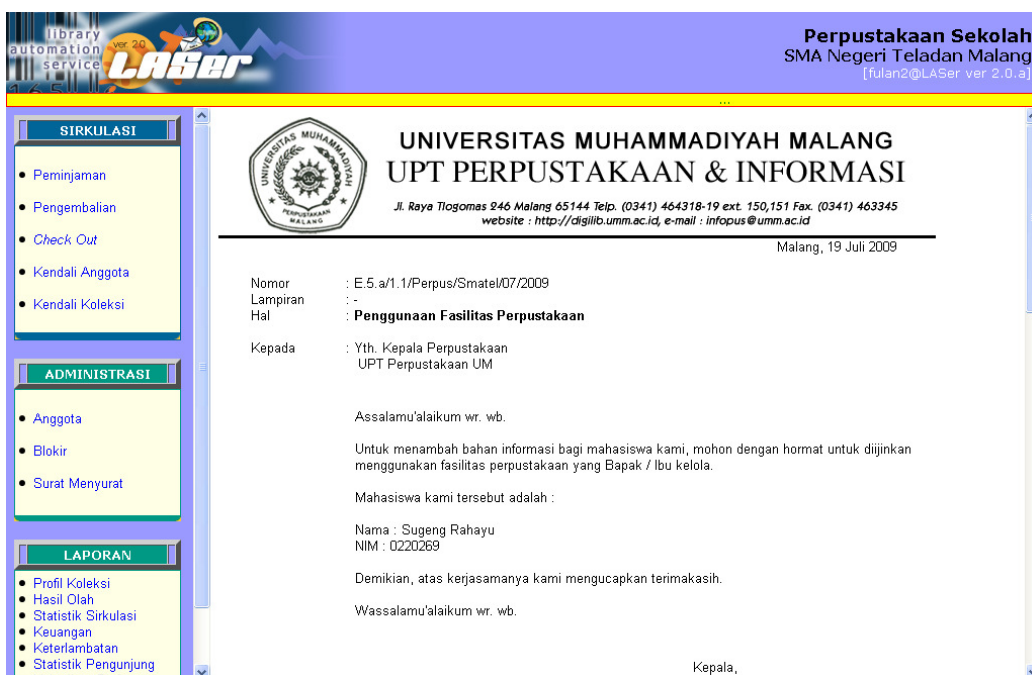 library
automation
service
ver. 2.0
LASer
Perpustakaan Sekolah
SMA Negeri Teladan Malang
[fulan2@LASer ver 2.0.a]
...
SIRKULASI
Peminjaman
Pengembalian
Check Out
Kendali Anggota
Kendali Koleksi
ADMINISTRASI
Anggota
Blokir
Surat Menyurat
LAPORAN
Profil Koleksi
Hasil Olah
Statistik Sirkulasi
Keuangan
Keterlambatan
Statistik Pengunjung
UNIVERSITAS MUHAMMADIYAH MALANG
PERPUSTAKAAN
MALANG
UNIVERSITAS MUHAMMADIYAH MALANG
UPT PERPUSTAKAAN & INFORMASI
Jl. Raya Tlogomas 246 Malang 65144 Telp. (0341) 464318-19 ext. 150,151 Fax. (0341) 463345
website : http://digilib.umm.ac.id, e-mail : infopus@umm.ac.id
Malang, 19 Juli 2009
Nomor : E.5.a/1.1/Perpus/Smatel/07/2009
Lampiran : -
Hal : Penggunaan Fasilitas Perpustakaan
Kepada : Yth. Kepala Perpustakaan
UPT Perpustakaan UM
Assalamu'alaikum wr. wb.
Untuk menambah bahan informasi bagi mahasiswa kami, mohon dengan hormat untuk diijinkan
menggunakan fasilitas perpustakaan yang Bapak / Ibu kelola.
Mahasiswa kami tersebut adalah :
Nama : Sugeng Rahayu
NIM : 0220269
Demikian, atas kerjasamanya kami mengucapkan terimakasih.
Wassalamu'alaikum wr. wb.
Kepala,